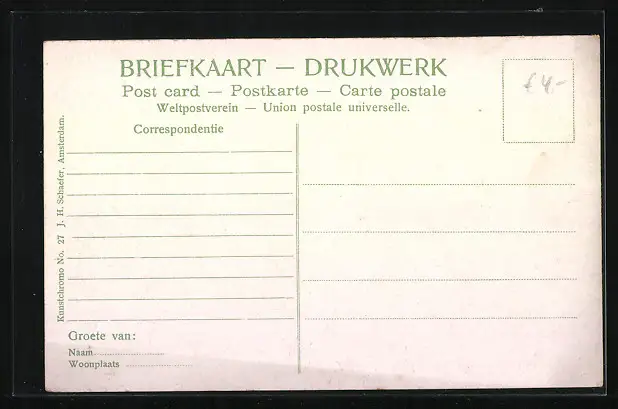 BRIEFKAART — DRUKWERK
Post card — Postkarte — Carte postale
Weltpostverein — Union postale universelle.
Correspondentie
€ 4.-
Kunstchromo No. 27 J. H. Schaefer, Amsterdam.
Groete van:
Naam
Woonplaats